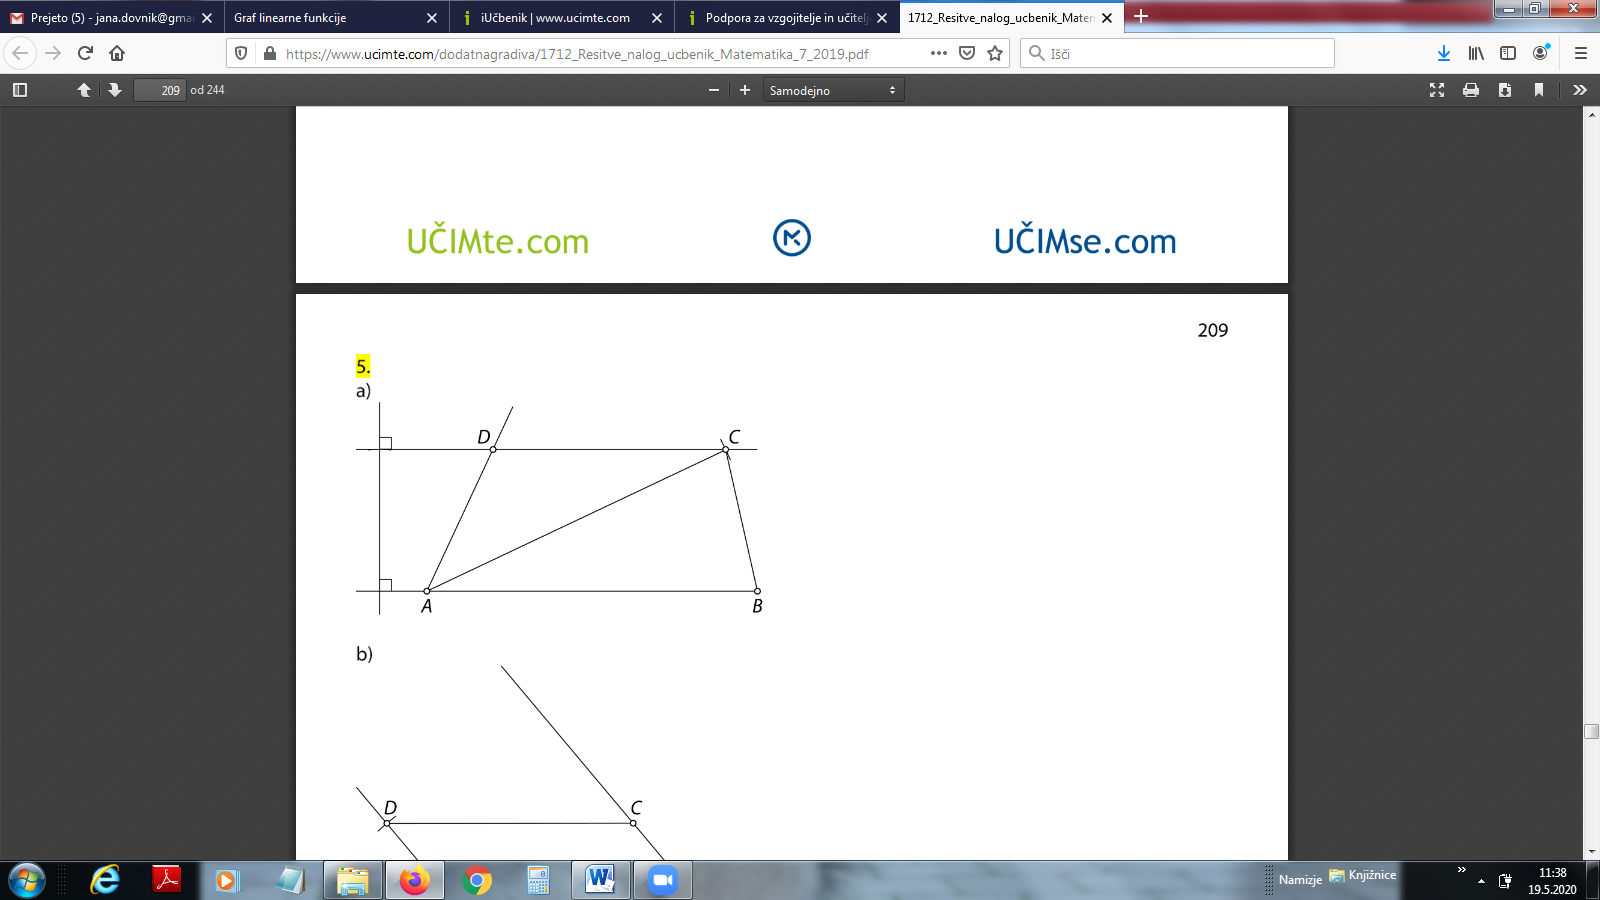 Prejeto (5) - jana.dovnik@gmai
Graf linearne funkcije
iUčbenik | www.ucimte.com
Podpora za vzgojitelje in učitelj
1712_Resitve_nalog_ucbenik_Matem
https://www.ucimte.com/dodatnagradiva/1712_Resitve_nalog_ucbenik_Matematika_7_2019.pdf
Išči
209 od 244
Samodejno
UČIMte.com
UČIMse.com
209
5.
a)
D
C
A
B
b)
D
C
Namizje
Knjižnice
11:38
19.5.2020